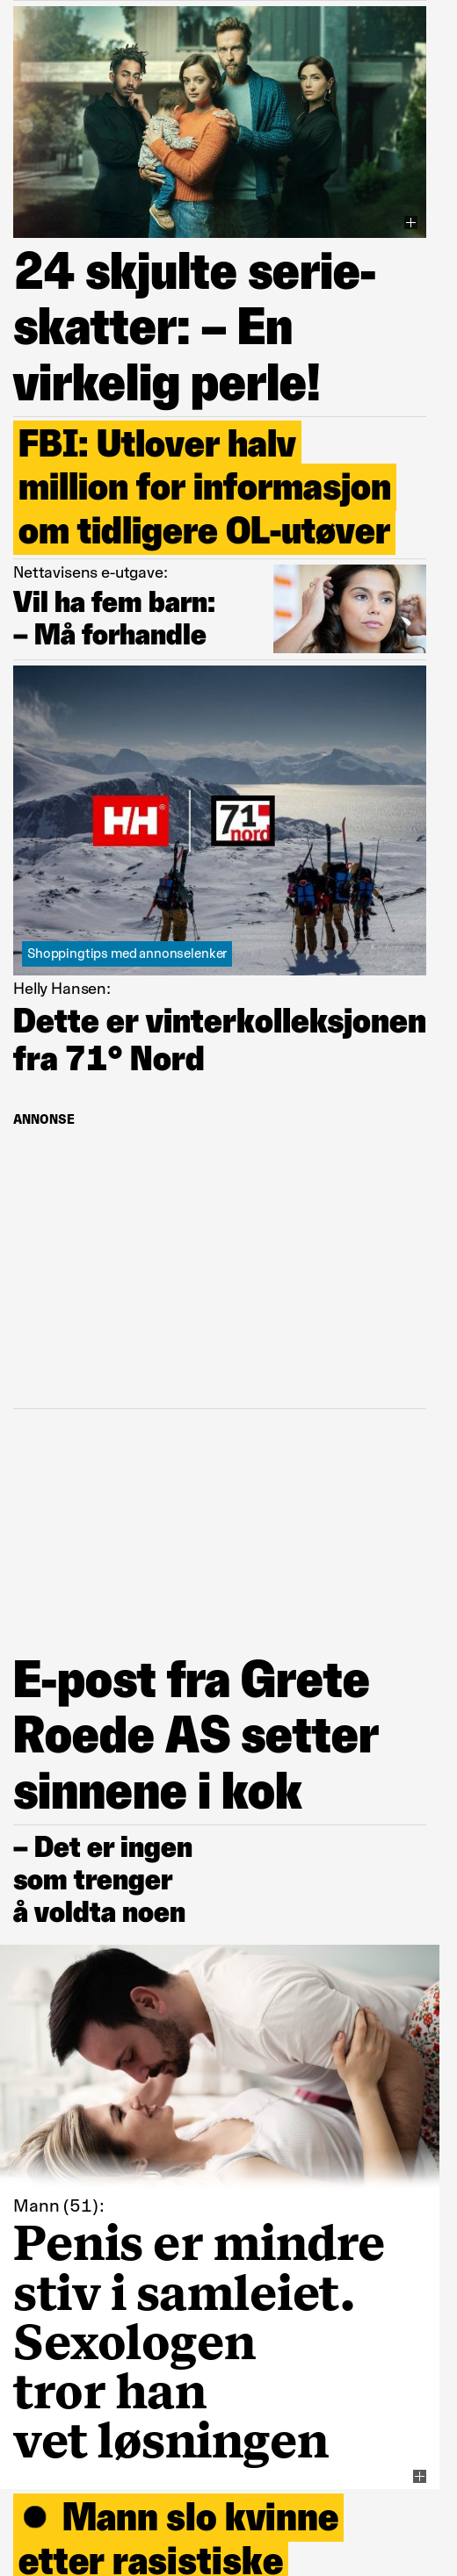 24 skjulte serie-
skatter: – En
virkelig perle!
FBI: Utlover halv
million for informasjon
om tidligere OL-utøver
Nettavisens e-utgave:
Vil ha fem barn:
– Må forhandle
HH® 71° nord
Shoppingtips med annonselenker
Helly Hansen:
Dette er vinterkolleksjonen
fra 71° Nord
ANNONSE
E-post fra Grete
Roede AS setter
sinnene i kok
– Det er ingen
som trenger
å voldta noen
Mann (51):
Penis er mindre
stiv i samleiet.
Sexologen
tror han
vet løsningen
● Mann slo kvinne
etter rasistiske